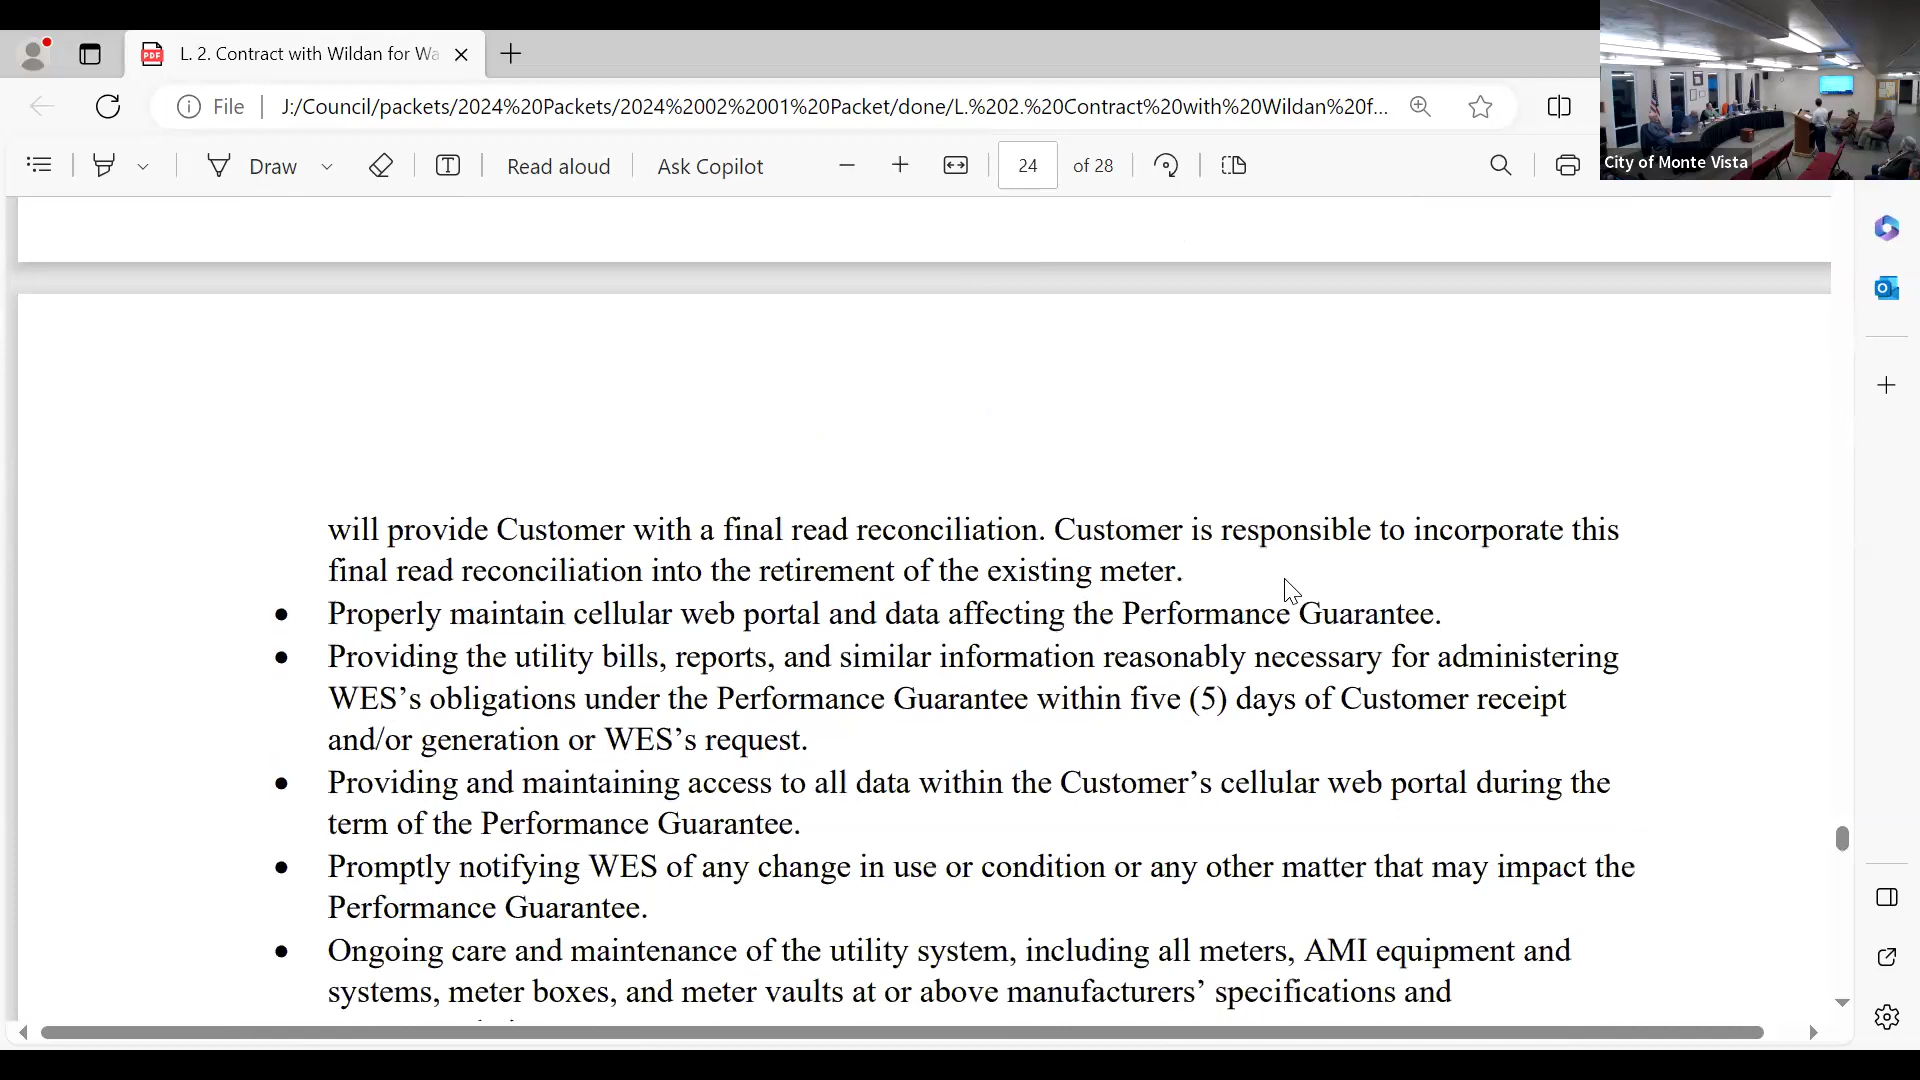 L. 2. Contract with Wildan for Wa
File
J:/Council/packets/2024%20Packets/2024%2002%2001%20Packet/done/L.%202.%20Contract%20with%20Wildan%20f...
Draw
Read aloud
Ask Copilot
24 of 28
City of Monte Vista
will provide Customer with a final read reconciliation. Customer is responsible to incorporate this
final read reconciliation into the retirement of the existing meter.
• Properly maintain cellular web portal and data affecting the Performance Guarantee.
• Providing the utility bills, reports, and similar information reasonably necessary for administering
WES’s obligations under the Performance Guarantee within five (5) days of Customer receipt
and/or generation or WES’s request.
• Providing and maintaining access to all data within the Customer’s cellular web portal during the
term of the Performance Guarantee.
• Promptly notifying WES of any change in use or condition or any other matter that may impact the
Performance Guarantee.
• Ongoing care and maintenance of the utility system, including all meters, AMI equipment and
systems, meter boxes, and meter vaults at or above manufacturers’ specifications and